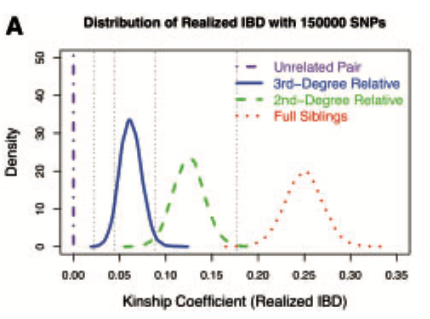 A
Distribution of Realized IBD with 150000 SNPs
Unrelated Pair
3rd-Degree Relative
2nd-Degree Relative
Full Siblings
Density
50
40
30
20
10
0
0.00 0.05 0.10 0.15 0.20 0.25 0.30 0.35
Kinship Coefficient (Realized IBD)